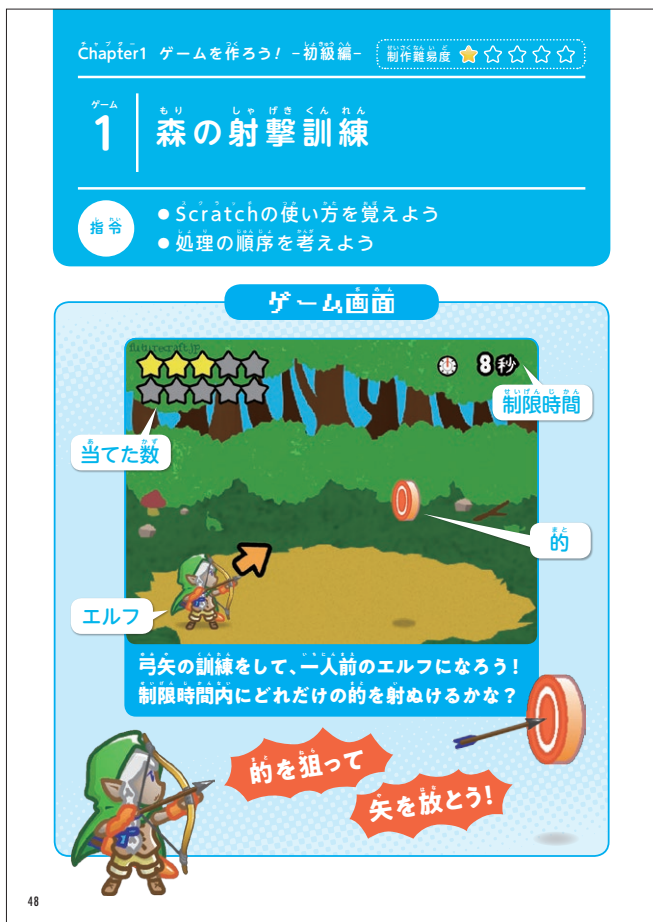 Chapter1 ゲームを作ろう! -初級編-
制作難易度
ゲーム
1
森の射撃訓練
指令
●Scratchの使い方を覚えよう
●処理の順序を考えよう
ゲーム画面
futurecraft.jp
8秒
制限時間
当てた数
的
エルフ
弓矢の訓練をして、一人前のエルフになろう!
制限時間内にどれだけの的を射ぬけるかな?
的を狙って
矢を放とう!
48